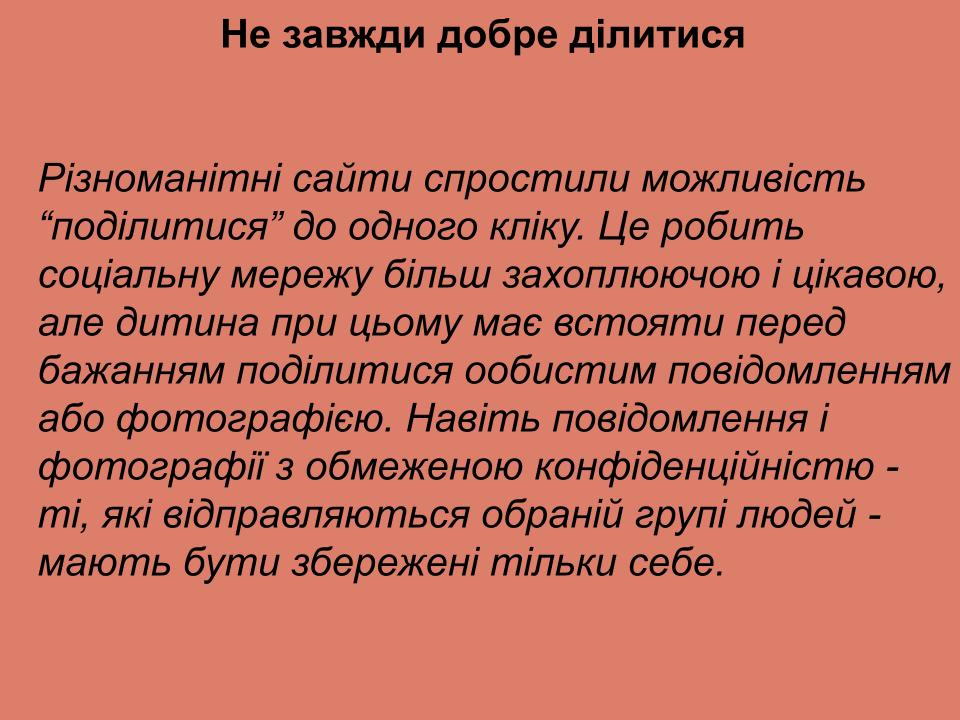 Не завжди добре ділитися
Різноманітні сайти спростили можливість
“поділитися” до одного кліку. Це робить
соціальну мережу більш захоплюючою і цікавою,
але дитина при цьому має встояти перед
бажанням поділитися ообистим повідомленням
або фотографією. Навіть повідомлення і
фотографії з обмеженою конфіденційністю -
ті, які відправляються обраній групі людей -
мають бути збережені тільки себе.